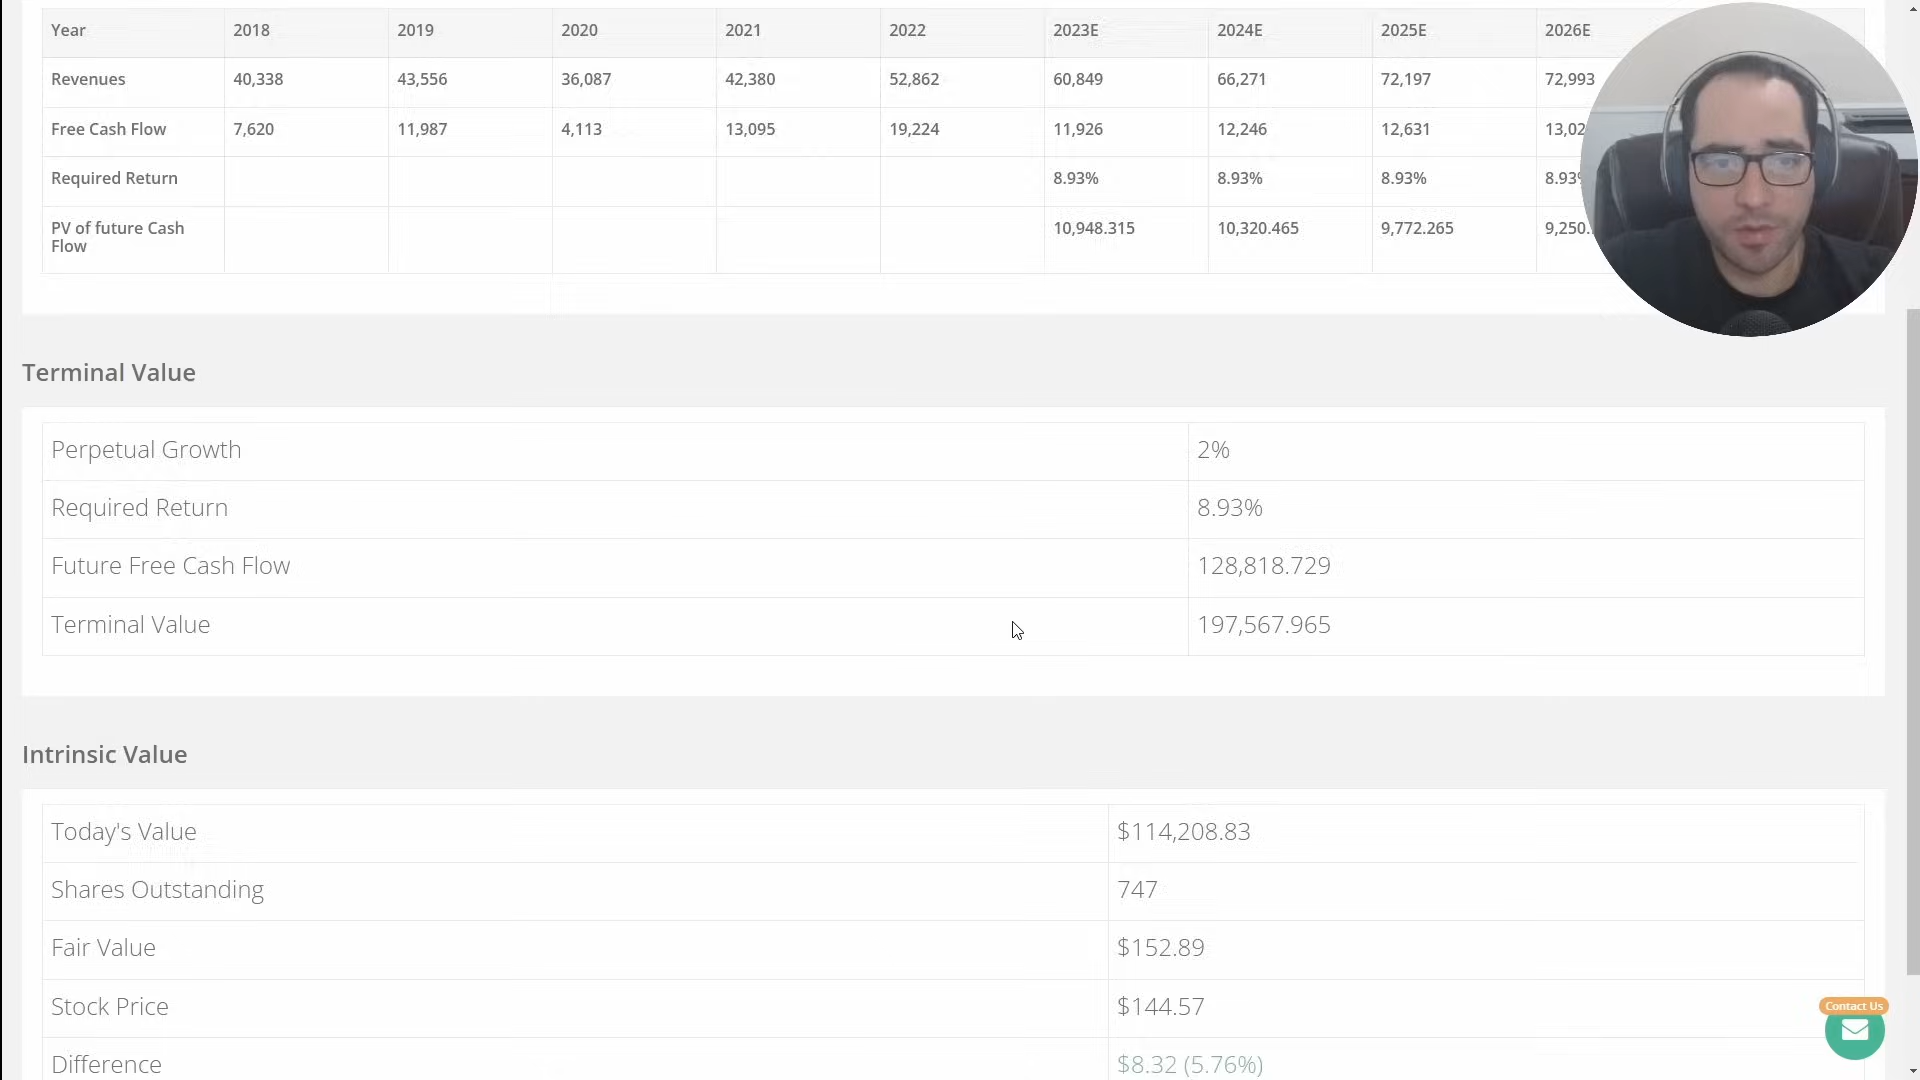 Year 2018 2019 2020 2021 2022 2023E 2024E 2025E 2026E
Revenues 40,338 43,556 36,087 42,380 52,862 60,849 66,271 72,197 72,993
Free Cash Flow 7,620 11,987 4,113 13,095 19,224 11,926 12,246 12,631 13,02
Required Return 8.93% 8.93% 8.93% 8.93%
PV of future Cash
Flow 10,948.315 10,320.465 9,772.265 9,250.
Terminal Value
Perpetual Growth 2%
Required Return 8.93%
Future Free Cash Flow 128,818.729
Terminal Value 197,567.965
Intrinsic Value
Today's Value $114,208.83
Shares Outstanding 747
Fair Value $152.89
Stock Price $144.57
Difference $8.32 (5.76%)
Contact Us